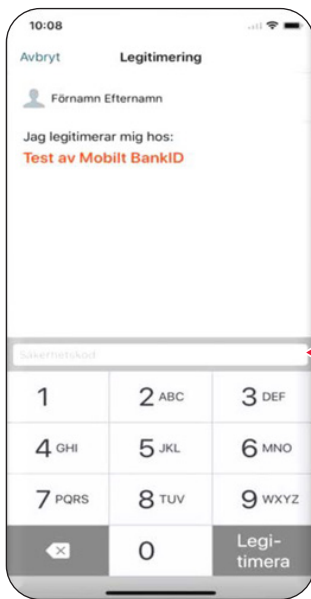 10:08
Avbryt Legitimering
Förnamn Efternamn
Jag legitimerar mig hos:
Test av Mobilt BankID
Säkerhetskod
1 2 ABC 3 DEF
4 GHI 5 JKL 6 MNO
7 PQRS 8 TUV 9 WXYZ
0 Legi-
timera